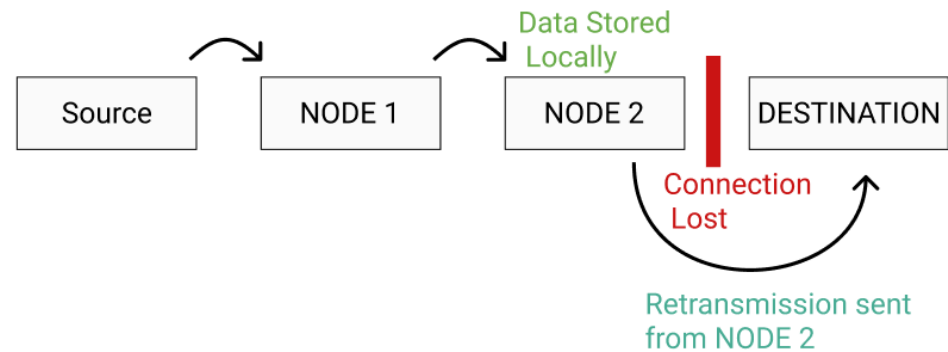 Data Stored
Locally
Source
NODE 1
NODE 2
DESTINATION
Connection
Lost
Retransmission sent
from NODE 2